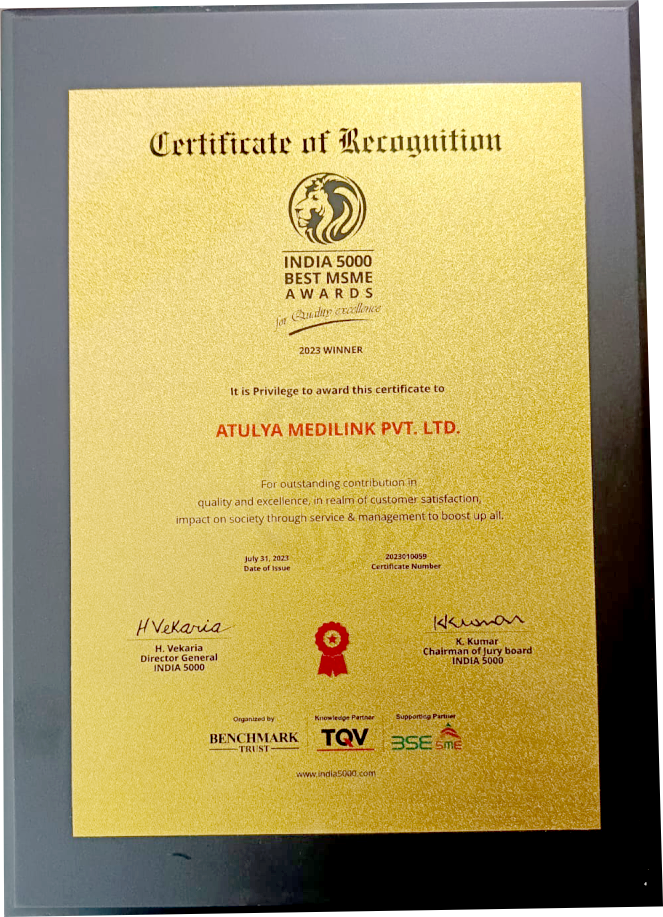 Certificate of Recognition
INDIA 5000
BEST MSME
AWARDS
for Quality excellence
2023 WINNER
It is Privilege to award this certificate to
ATULYA MEDILINK PVT. LTD.
For outstanding contribution in
quality and excellence, in realm of customer satisfaction,
impact on society through service & management to boost up all.
July 31, 2023
Date of Issue
2023010059
Certificate Number
H Vekaria
H. Vekaria
Director General
INDIA 5000
KKumar
K. Kumar
Chairman of Jury board
INDIA 5000
Organized by
BENCHMARK
TRUST
Knowledge Partner
TQV
Supporting Partner
BSE SME
www.india5000.com